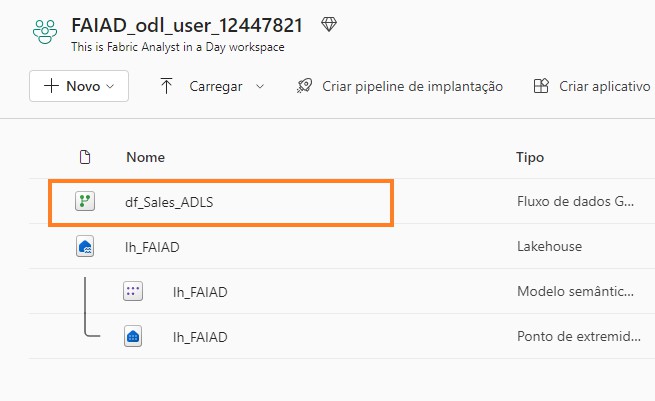 FAIAD_odl_user_12447821
This is Fabric Analyst in a Day workspace
Novo Carregar Criar pipeline de implantação Criar aplicativo
Nome Tipo
df_Sales_ADLS Fluxo de dados G...
lh_FAIAD Lakehouse
lh_FAIAD Modelo semântic...
lh_FAIAD Ponto de extremid...